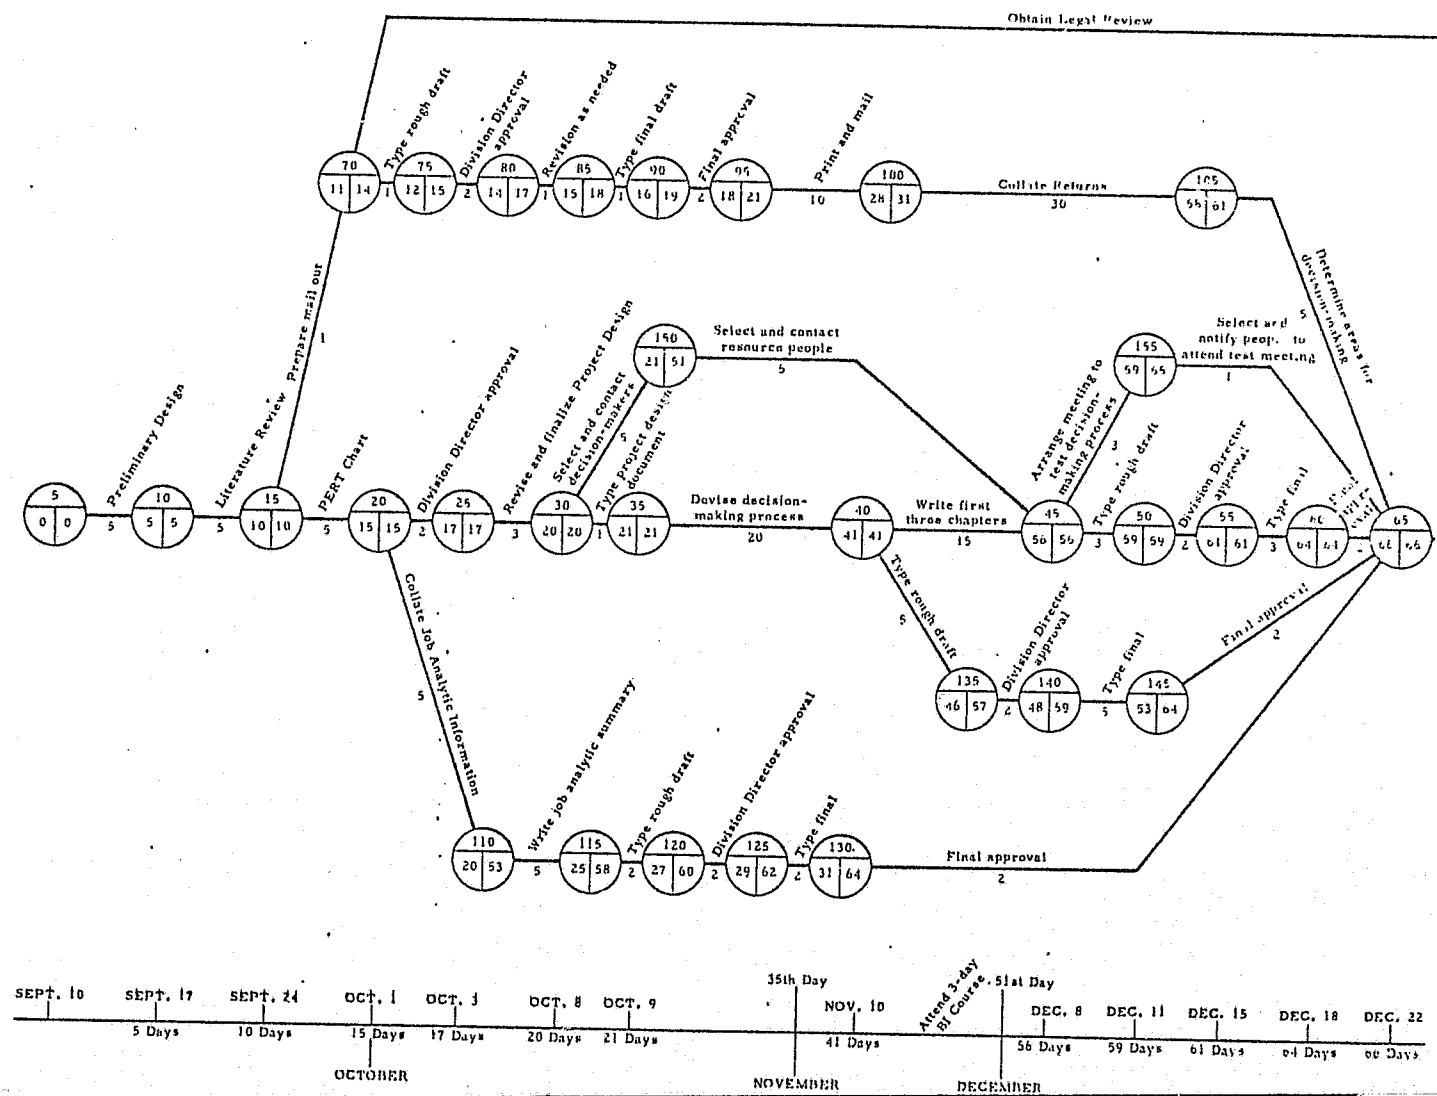 Obtain Legal Review
Type rough draft
Division Director
approval
Revision as needed
Type final draft
Final approval
Print and mail
70
11 14
1
75
12 15
2
80
14 17
1
85
15 18
1
90
16 19
2
95
18 21
10
100
28 31
Collate Returns
30
105
61
Prepare mail out
1
Determine areas for
decision-making
5
150
21 51
Select and contact
resource people
5
155
59 65
Select and
notify people to
attend test meeting
1
Preliminary Design
Literature Review
PERT Chart
Division Director approval
Revise and finalize Project Design
Select and contact
decision-makers
5
Type project design
document
Arrange meeting to
test decision-
making process
3
Type rough draft
Division Director
approval
Type final
Final
5
0 0
5
10
5 5
5
15
10 10
5
20
15 15
2
25
17 17
3
30
20 20
1
35
21 21
Devise decision-
making process
20
40
41 41
Write first
three chapters
15
45
56 56
3
50
59 59
2
55
61 61
3
60
64 64
65
66 66
Collate Job Analytic Information
5
Type rough draft
5
135
46 57
Division Director
approval
2
140
48 59
Type final
5
145
53 64
Final approval
2
110
20 53
Write job analytic summary
5
115
25 58
Type rough draft
2
120
27 60
Division Director approval
2
125
29 62
Type final
2
130.
31 64
Final approval
2
SEPT. 10
SEPT. 17
5 Days
SEPT. 24
10 Days
OCT. 1
15 Days
OCTOBER
OCT. 3
17 Days
OCT. 8
20 Days
OCT. 9
21 Days
35th Day
NOVEMBER
NOV. 10
41 Days
Attend 3-day
BJ Course
51st Day
DECEMBER
DEC. 8
56 Days
DEC. 11
59 Days
DEC. 15
61 Days
DEC. 18
64 Days
DEC. 22
66 Days